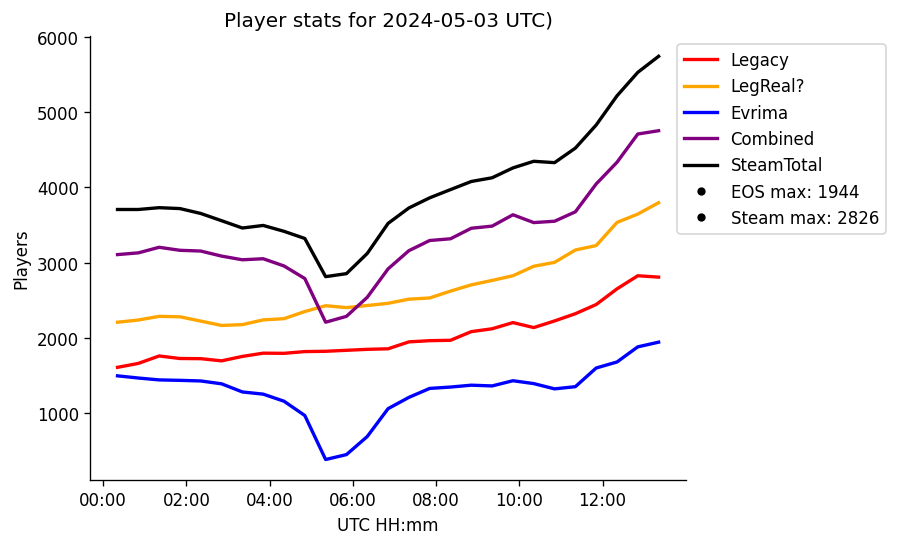 Player stats for 2024-05-03 UTC)
6000
5000
4000
3000
2000
1000
Players
00:00
02:00
04:00
06:00
08:00
10:00
12:00
UTC HH:mm
Legacy
LegReal?
Evrima
Combined
SteamTotal
EOS max: 1944
Steam max: 2826